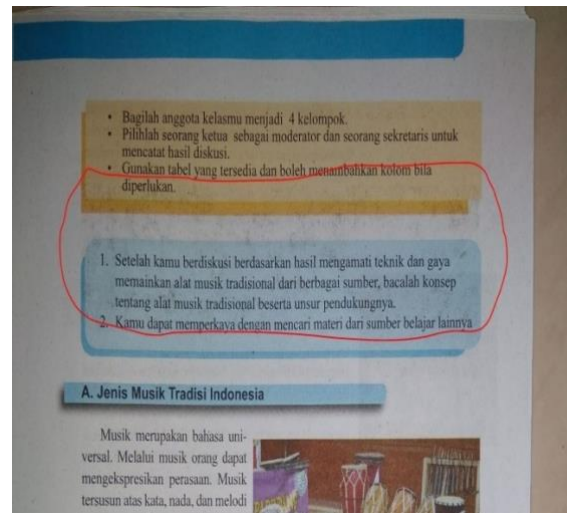 • Bagilah anggota kelasmu menjadi 4 kelompok.
• Pilihlah seorang ketua sebagai moderator dan seorang sekretaris untuk
mencatat hasil diskusi.
• Gunakan tabel yang tersedia dan boleh menambahkan kolom bila
diperlukan.
1. Setelah kamu berdiskusi berdasarkan hasil mengamati teknik dan gaya
memainkan alat musik tradisional dari berbagai sumber, bacalah konsep
tentang alat musik tradisional beserta unsur pendukungnya.
2. Kamu dapat memperkaya dengan mencari materi dari sumber belajar lainnya
A. Jenis Musik Tradisi Indonesia
Musik merupakan bahasa uni-
versal. Melalui musik orang dapat
mengekspresikan perasaan. Musik
tersusun atas kata, nada, dan melodi